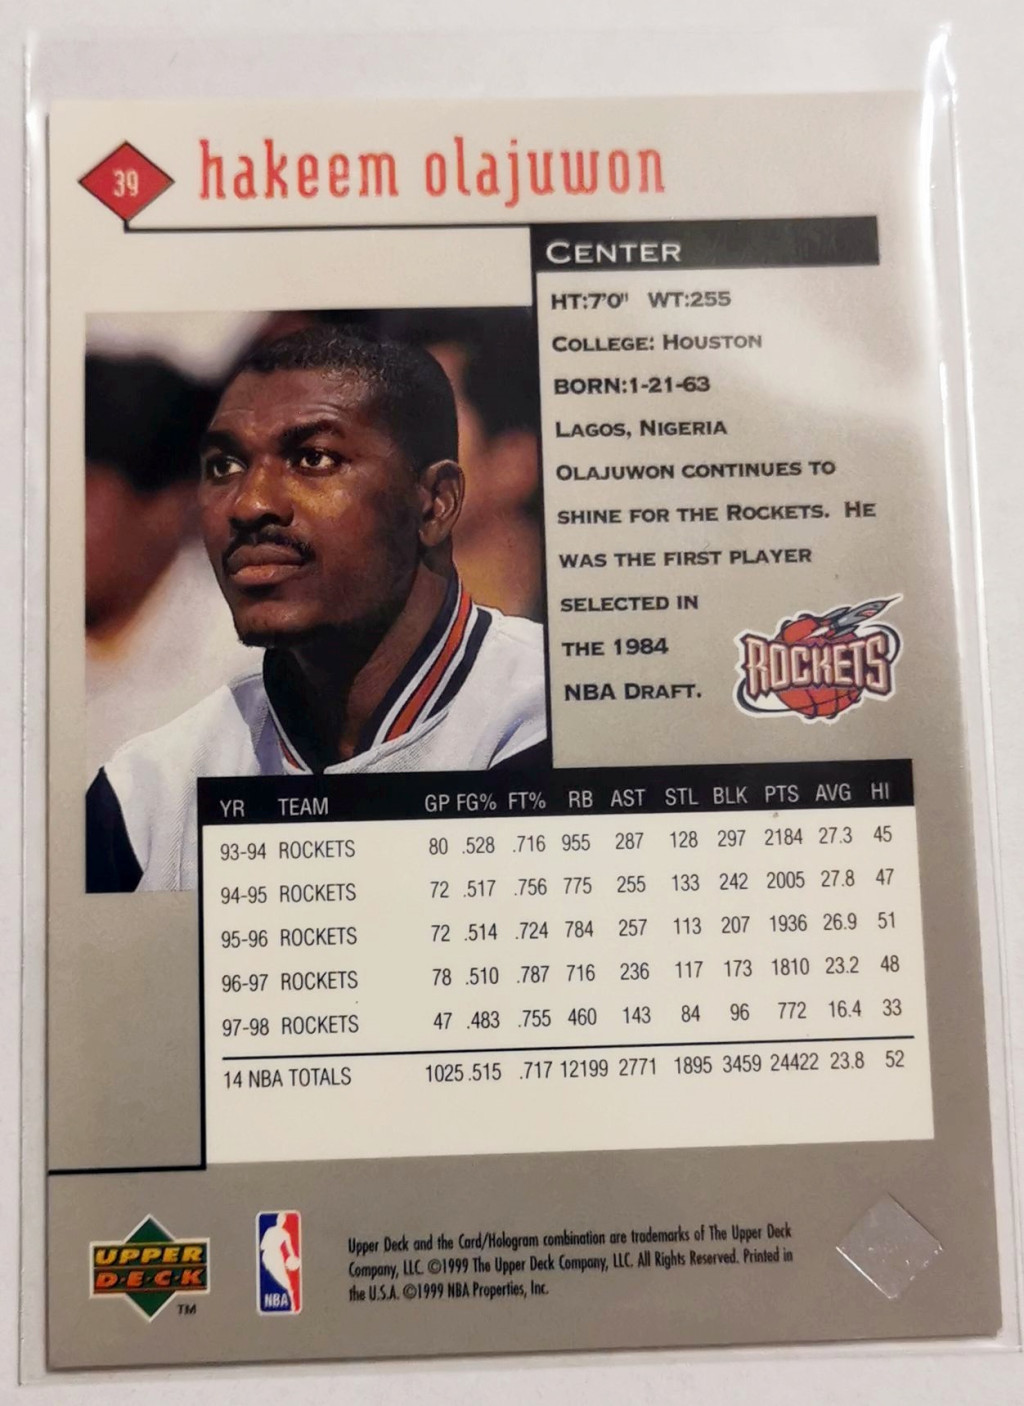 39
hakeem olajuwon
CENTER
HT:7'0" WT:255
COLLEGE: HOUSTON
BORN:1-21-63
LAGOS, NIGERIA
OLAJUWON CONTINUES TO
SHINE FOR THE ROCKETS. HE
WAS THE FIRST PLAYER
SELECTED IN
THE 1984
NBA DRAFT.
ROCKETS
YR TEAM GP FG% FT% RB AST STL BLK PTS AVG HI
93-94 ROCKETS 80 .528 .716 955 287 128 297 2184 27.3 45
94-95 ROCKETS 72 .517 .756 775 255 133 242 2005 27.8 47
95-96 ROCKETS 72 .514 .724 784 257 113 207 1936 26.9 51
96-97 ROCKETS 78 .510 .787 716 236 117 173 1810 23.2 48
97-98 ROCKETS 47 .483 .755 460 143 84 96 772 16.4 33
14 NBA TOTALS 1025 .515 .717 12199 2771 1895 3459 24422 23.8 52
UPPER
D·E·C·K
TM
NBA
Upper Deck and the Card/Hologram combination are trademarks of The Upper Deck
Company, LLC. ©1999 The Upper Deck Company, LLC. All Rights Reserved. Printed in
the U.S.A. ©1999 NBA Properties, Inc.